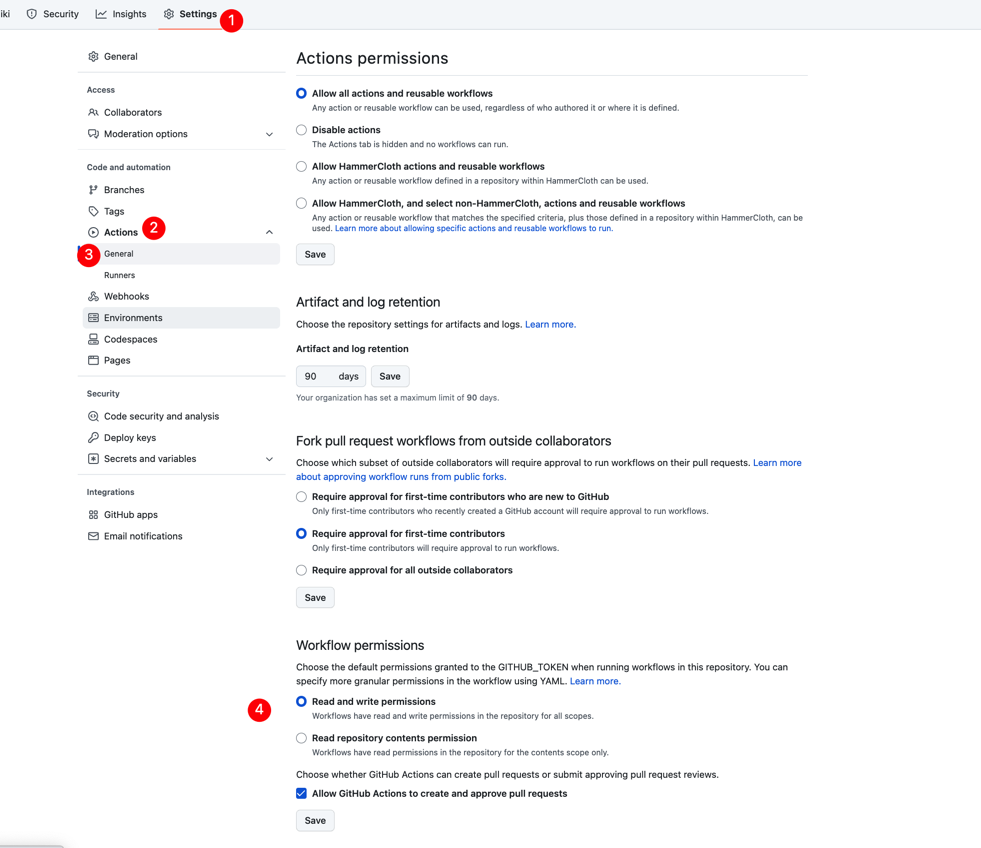 iki
Security
Insights
Settings
1
General
Access
Collaborators
Moderation options
Code and automation
Branches
Tags
Actions
2
3
General
Runners
Webhooks
Environments
Codespaces
Pages
Security
Code security and analysis
Deploy keys
Secrets and variables
Integrations
GitHub apps
Email notifications
Actions permissions
Allow all actions and reusable workflows
Any action or reusable workflow can be used, regardless of who authored it or where it is defined.
Disable actions
The Actions tab is hidden and no workflows can run.
Allow HammerCloth actions and reusable workflows
Any action or reusable workflow defined in a repository within HammerCloth can be used.
Allow HammerCloth, and select non-HammerCloth, actions and reusable workflows
Any action or reusable workflow that matches the specified criteria, plus those defined in a repository within HammerCloth, can be
used. Learn more about allowing specific actions and reusable workflows to run.
Save
Artifact and log retention
Choose the repository settings for artifacts and logs. Learn more.
Artifact and log retention
90 days Save
Your organization has set a maximum limit of 90 days.
Fork pull request workflows from outside collaborators
Choose which subset of outside collaborators will require approval to run workflows on their pull requests. Learn more
about approving workflow runs from public forks.
Require approval for first-time contributors who are new to GitHub
Only first-time contributors who recently created a GitHub account will require approval to run workflows.
Require approval for first-time contributors
Only first-time contributors will require approval to run workflows.
Require approval for all outside collaborators
Save
Workflow permissions
Choose the default permissions granted to the GITHUB_TOKEN when running workflows in this repository. You can
specify more granular permissions in the workflow using YAML. Learn more.
4
Read and write permissions
Workflows have read and write permissions in the repository for all scopes.
Read repository contents permission
Workflows have read permissions in the repository for the contents scope only.
Choose whether GitHub Actions can create pull requests or submit approving pull request reviews.
Allow GitHub Actions to create and approve pull requests
Save